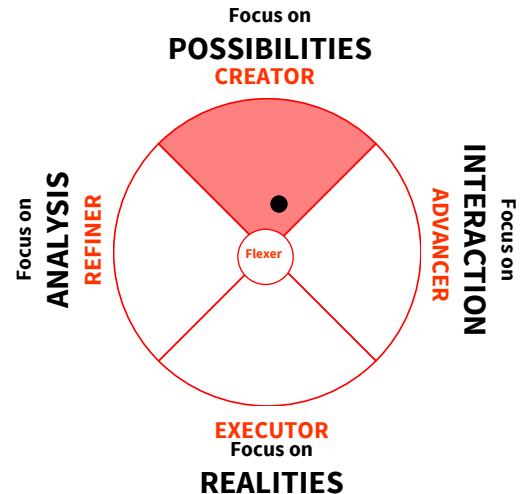 Focus on
POSSIBILITIES
CREATOR
Focus on
ANALYSIS
REFINER
Flexer
ADVANCER
INTERACTION
Focus on
EXECUTOR
Focus on
REALITIES